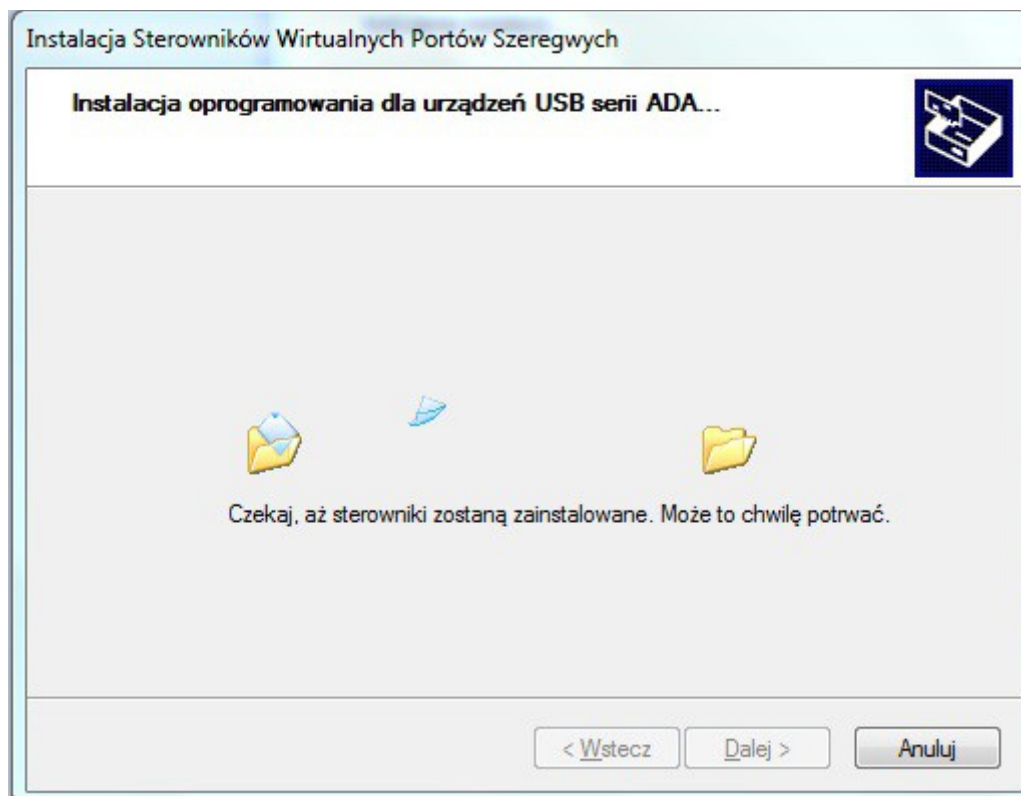 Instalacja Sterowników Wirtualnych Portów Szeregwych
Instalacja oprogramowania dla urządzeń USB serii ADA...
Czekaj, aż sterowniki zostaną zainstalowane. Może to chwilę potrwać.
< Wstecz Dalej > Anuluj